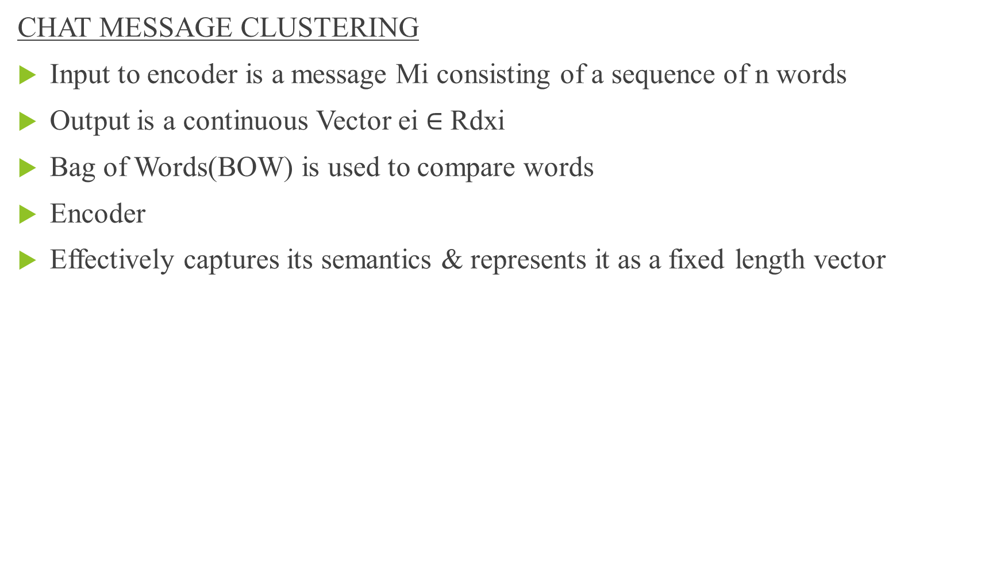 CHAT MESSAGE CLUSTERING
Input to encoder is a message Mi consisting of a sequence of n words
Output is a continuous Vector ei ∈ Rdxi
Bag of Words(BOW) is used to compare words
Encoder
Effectively captures its semantics & represents it as a fixed length vector